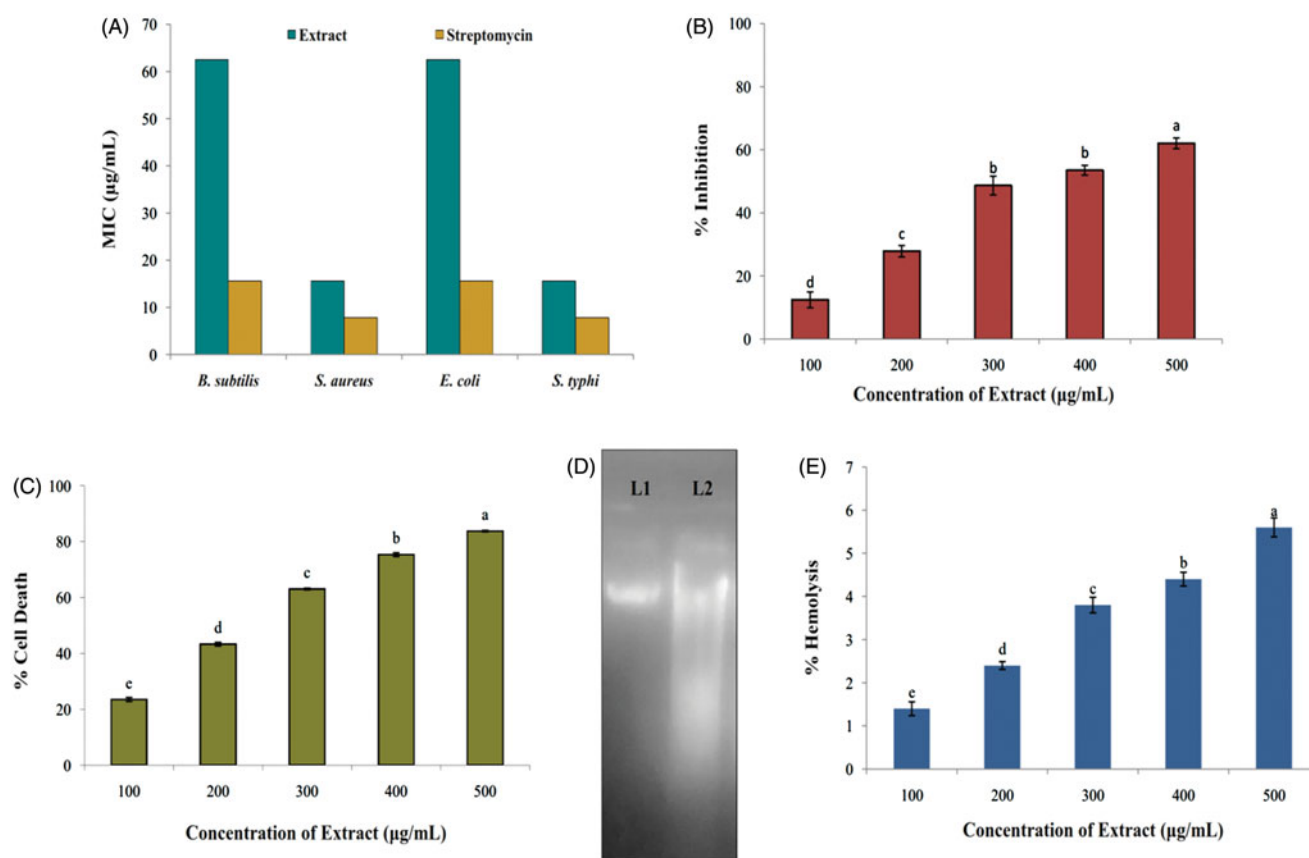 (A)
70
60
50
40
30
20
10
0
MIC (µg/mL)
Extract
Streptomycin
B. subtilis
S. aureus
E. coli
S. typhi
(B)
100
80
60
40
20
0
% Inhibition
d
c
b
b
a
100
200
300
400
500
Concentration of Extract (µg/mL)
(C)
100
80
60
40
20
0
% Cell Death
e
d
c
b
a
100
200
300
400
500
Concentration of Extract (µg/mL)
(D)
L1
L2
(E)
7
6
5
4
3
2
1
0
% Hemolysis
e
d
c
b
a
100
200
300
400
500
Concentration of Extract (µg/mL)